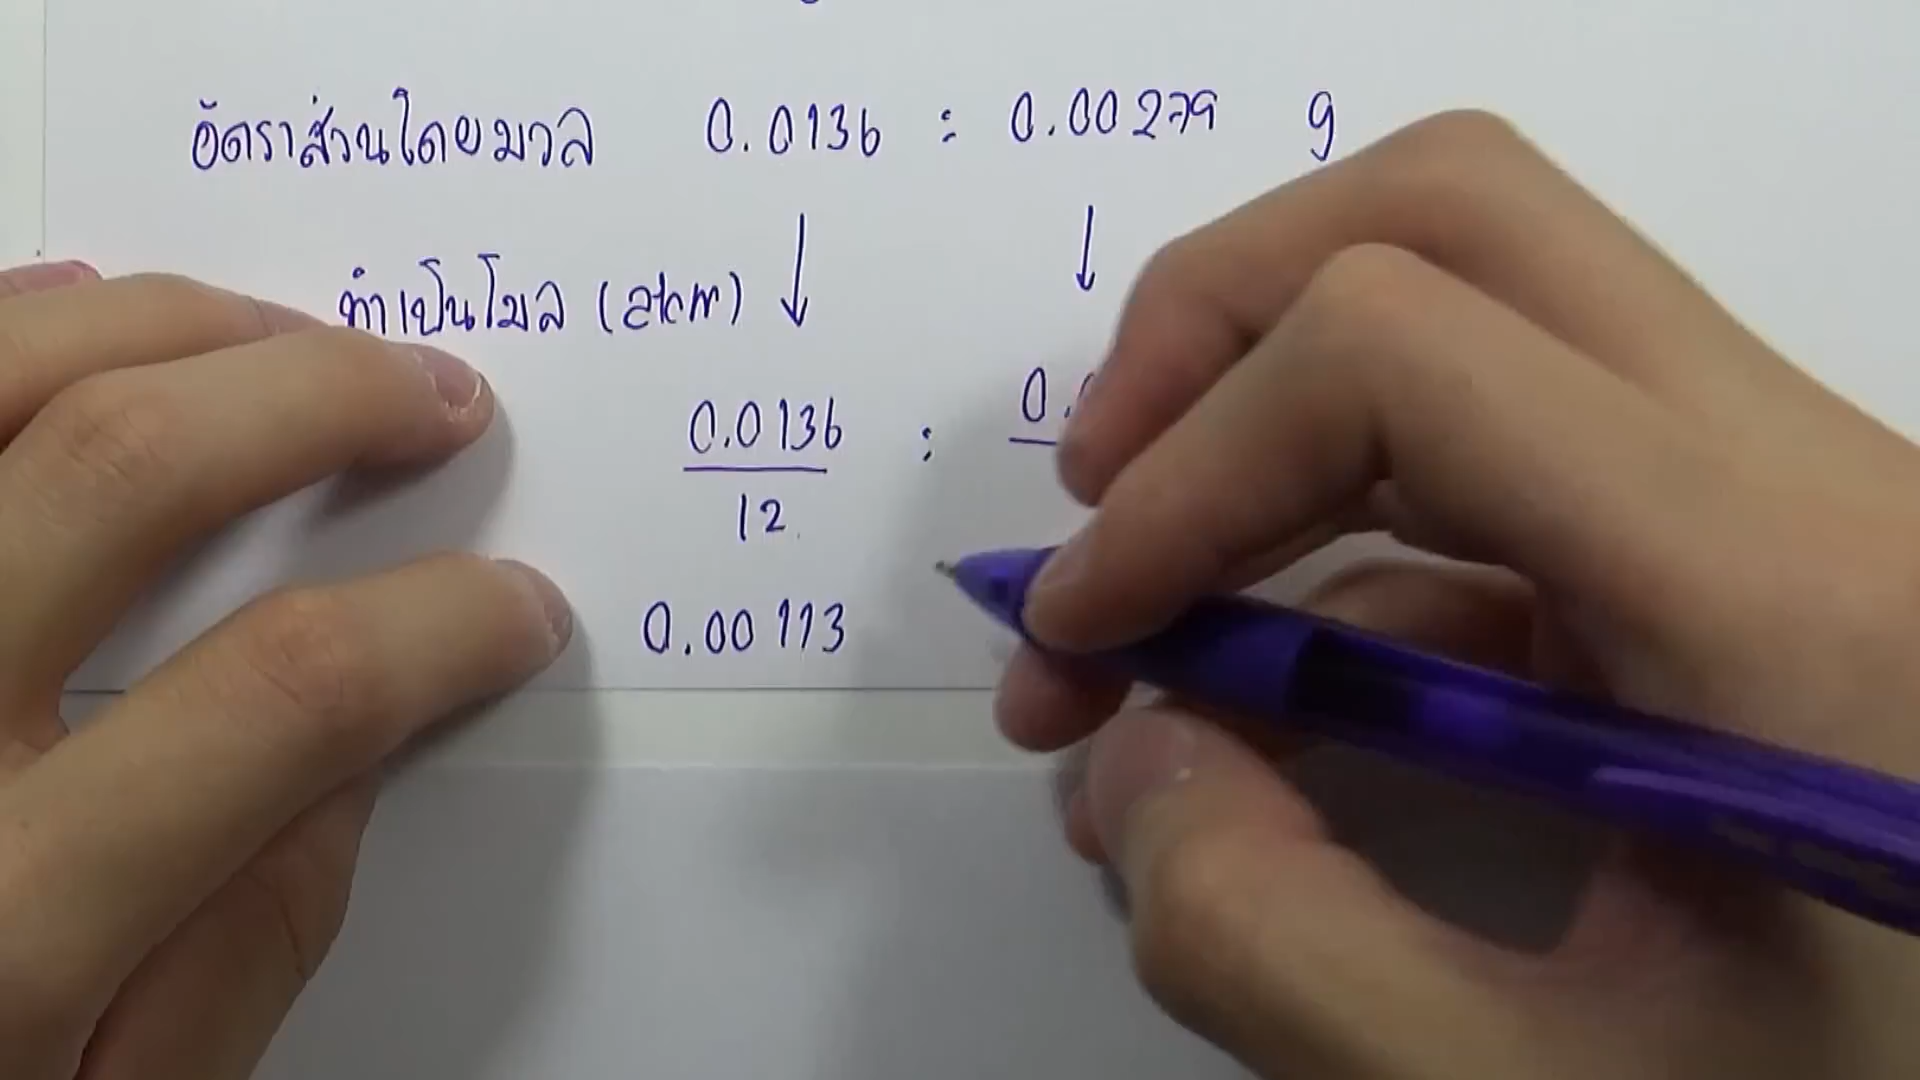 อัตราส่วนโดยมวล 0.0136 : 0.00279 g
ทำเป็นโมล (atom)
0.0136 : 0.
12
0.00113